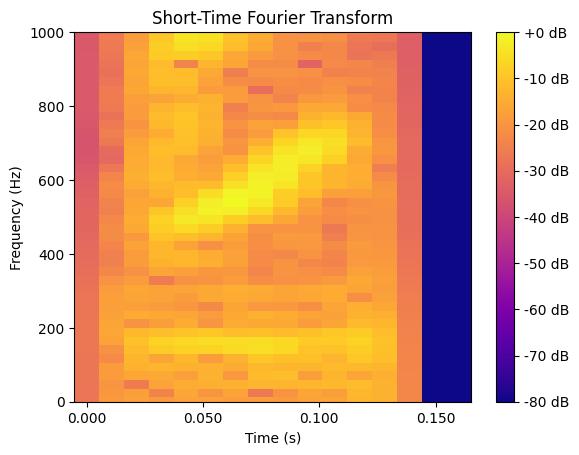 Short-Time Fourier Transform
1000
800
600
400
200
0
Frequency (Hz)
0.000
0.050
0.100
0.150
Time (s)
+0 dB
-10 dB
-20 dB
-30 dB
-40 dB
-50 dB
-60 dB
-70 dB
-80 dB